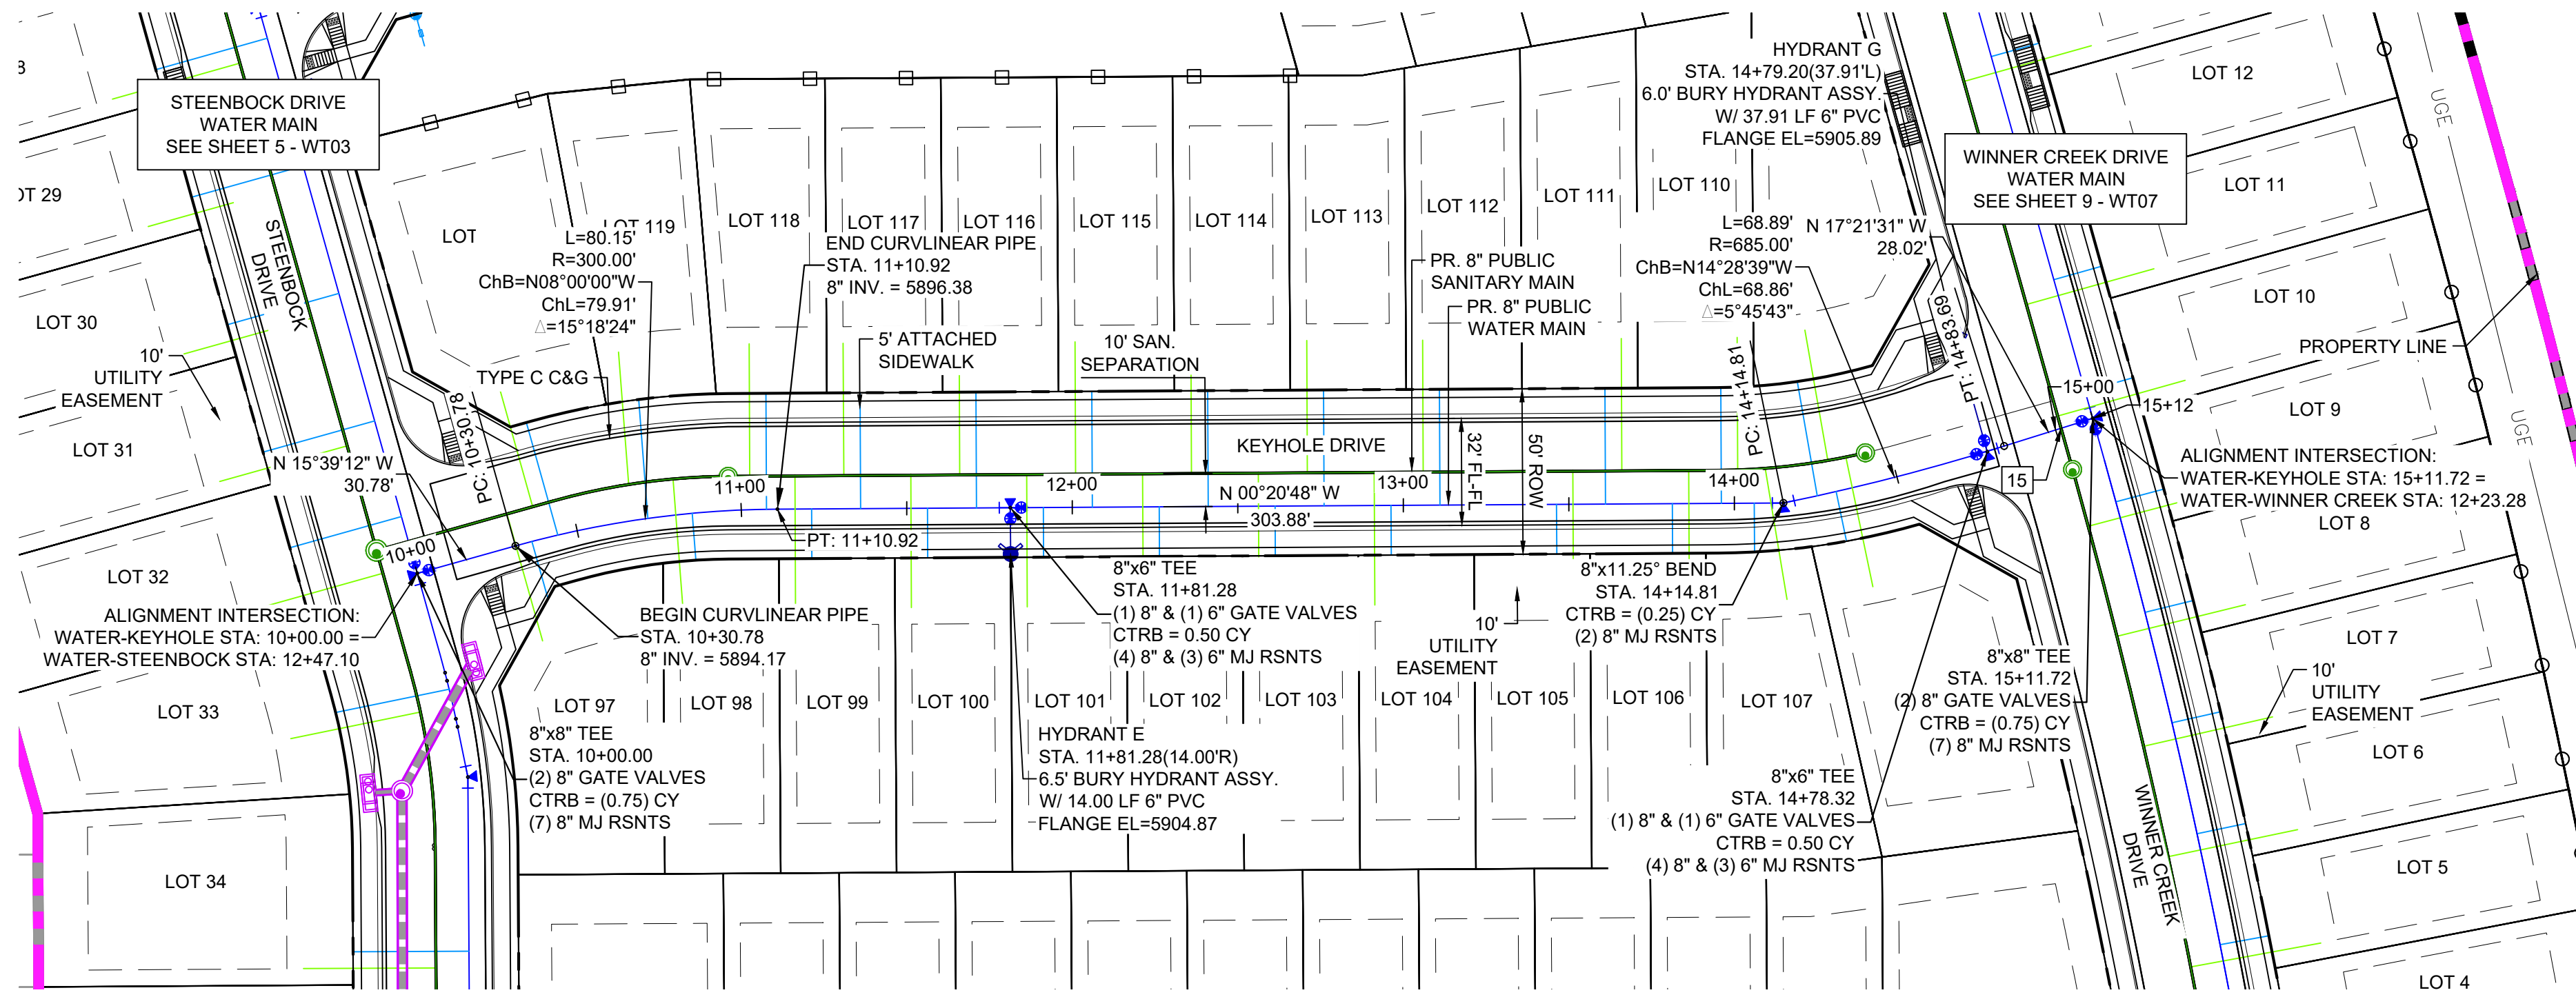 STEENBOCK DRIVE
WATER MAIN
SEE SHEET 5 - WT03
HYDRANT G
STA. 14+79.20(37.91'L)
6.0' BURY HYDRANT ASSY.
W/ 37.91 LF 6" PVC
FLANGE EL=5905.89
WINNER CREEK DRIVE
WATER MAIN
SEE SHEET 9 - WT07
LOT 12
LOT 11
LOT 10
LOT 9
LOT 8
LOT 7
LOT 6
LOT 5
LOT 4
UGE
UGE
PROPERTY LINE
LOT 30
LOT 31
LOT 32
LOT 33
LOT 34
10'
UTILITY
EASEMENT
STEENBOCK
DRIVE
LOT
LOT 119
LOT 118
LOT 117
LOT 116
LOT 115
LOT 114
LOT 113
LOT 112
LOT 111
LOT 110
L=80.15'
R=300.00'
ChB=N08°00'00"W
ChL=79.91'
△=15°18'24"
END CURVLINEAR PIPE
STA. 11+10.92
8" INV. = 5896.38
5' ATTACHED
SIDEWALK
10' SAN.
SEPARATION
PR. 8" PUBLIC
SANITARY MAIN
PR. 8" PUBLIC
WATER MAIN
L=68.89'
R=685.00'
ChB=N14°28'39"W
ChL=68.86'
△=5°45'43"
N 17°21'31" W
28.02'
TYPE C C&G
PC: 10+30.78
N 15°39'12" W
30.78'
KEYHOLE DRIVE
32' FL-FL
50' ROW
PC: 14+14.81
PT: 14+83.69
10+00
11+00
12+00
13+00
14+00
15+00
15+12
15
N 00°20'48" W
303.88'
PT: 11+10.92
ALIGNMENT INTERSECTION:
WATER-KEYHOLE STA: 15+11.72 =
WATER-WINNER CREEK STA: 12+23.28
ALIGNMENT INTERSECTION:
WATER-KEYHOLE STA: 10+00.00 =
WATER-STEENBOCK STA: 12+47.10
BEGIN CURVLINEAR PIPE
STA. 10+30.78
8" INV. = 5894.17
8"x6" TEE
STA. 11+81.28
(1) 8" & (1) 6" GATE VALVES
CTRB = 0.50 CY
(4) 8" & (3) 6" MJ RSNTS
8"x11.25° BEND
STA. 14+14.81
CTRB = (0.25) CY
(2) 8" MJ RSNTS
10'
UTILITY
EASEMENT
8"x8" TEE
STA. 15+11.72
(2) 8" GATE VALVES
CTRB = (0.75) CY
(7) 8" MJ RSNTS
10'
UTILITY
EASEMENT
LOT 97
LOT 98
LOT 99
LOT 100
LOT 101
LOT 102
LOT 103
LOT 104
LOT 105
LOT 106
LOT 107
8"x8" TEE
STA. 10+00.00
(2) 8" GATE VALVES
CTRB = (0.75) CY
(7) 8" MJ RSNTS
HYDRANT E
STA. 11+81.28(14.00'R)
6.5' BURY HYDRANT ASSY.
W/ 14.00 LF 6" PVC
FLANGE EL=5904.87
8"x6" TEE
STA. 14+78.32
(1) 8" & (1) 6" GATE VALVES
CTRB = 0.50 CY
(4) 8" & (3) 6" MJ RSNTS
WINNER CREEK
DRIVE